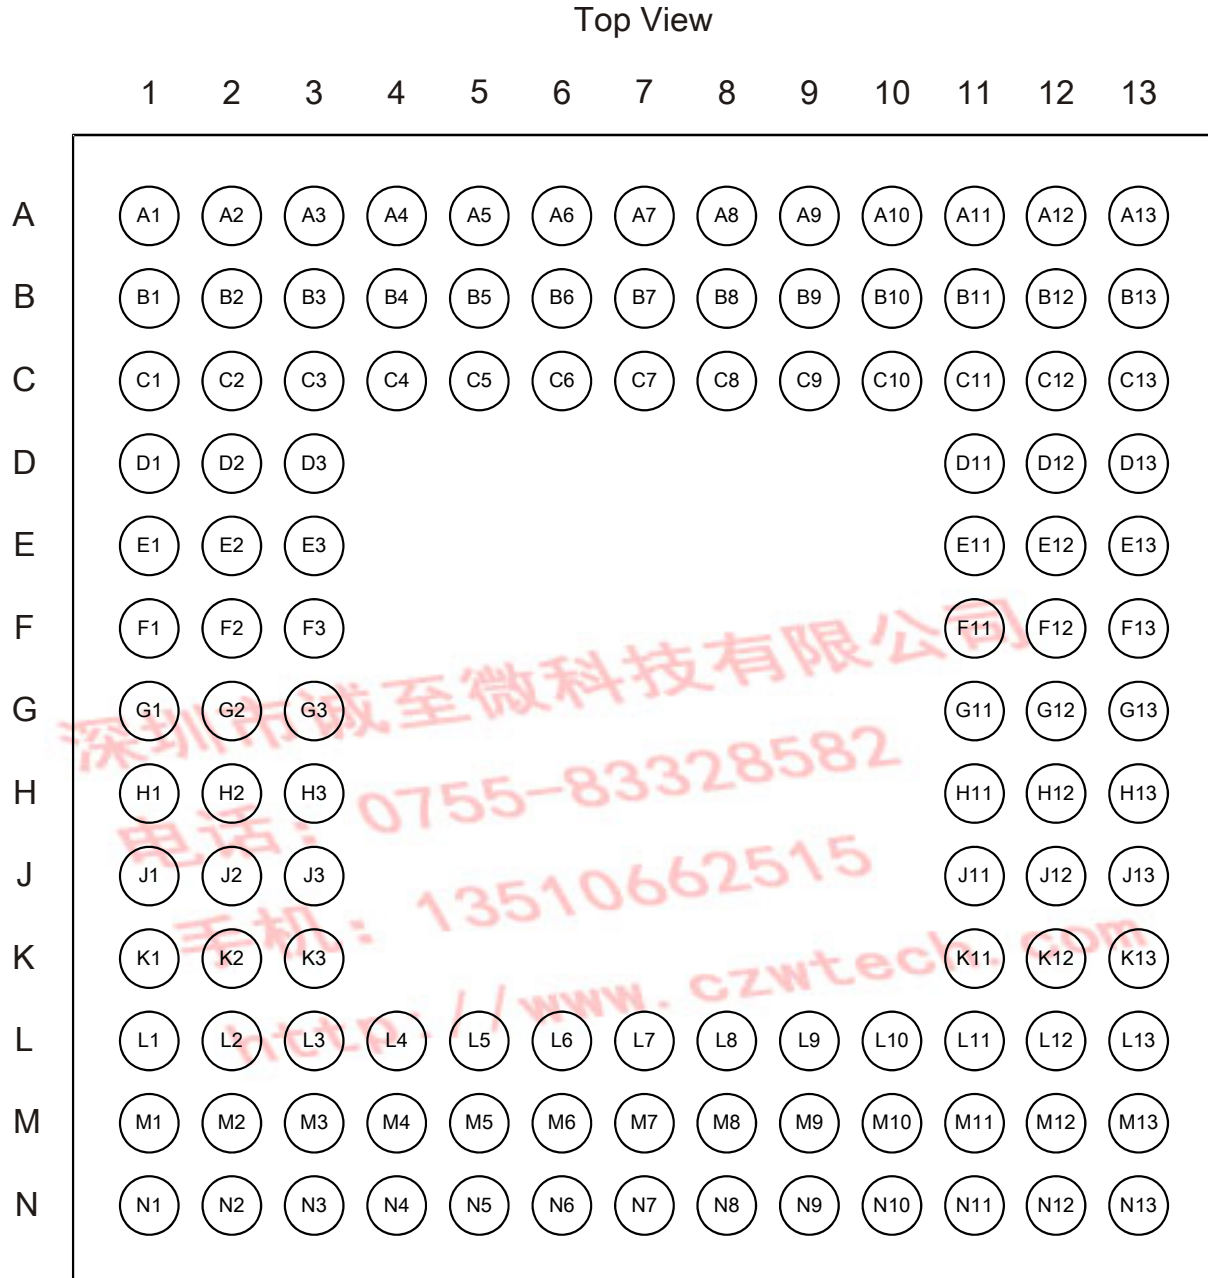 Top View
1 2 3 4 5 6 7 8 9 10 11 12 13
A A1 A2 A3 A4 A5 A6 A7 A8 A9 A10 A11 A12 A13
B B1 B2 B3 B4 B5 B6 B7 B8 B9 B10 B11 B12 B13
C C1 C2 C3 C4 C5 C6 C7 C8 C9 C10 C11 C12 C13
D D1 D2 D3 D11 D12 D13
E E1 E2 E3 E11 E12 E13
F F1 F2 F3 F11 F12 F13
深圳市诚至微科技有限公司
G G1 G2 G3 G11 G12 G13
电话: 0755-83328582
H H1 H2 H3 H11 H12 H13
手机: 13510662515
J J1 J2 J3 J11 J12 J13
K K1 K2 K3 K11 K12 K13
http://www.czwtech.com
L L1 L2 L3 L4 L5 L6 L7 L8 L9 L10 L11 L12 L13
M M1 M2 M3 M4 M5 M6 M7 M8 M9 M10 M11 M12 M13
N N1 N2 N3 N4 N5 N6 N7 N8 N9 N10 N11 N12 N13